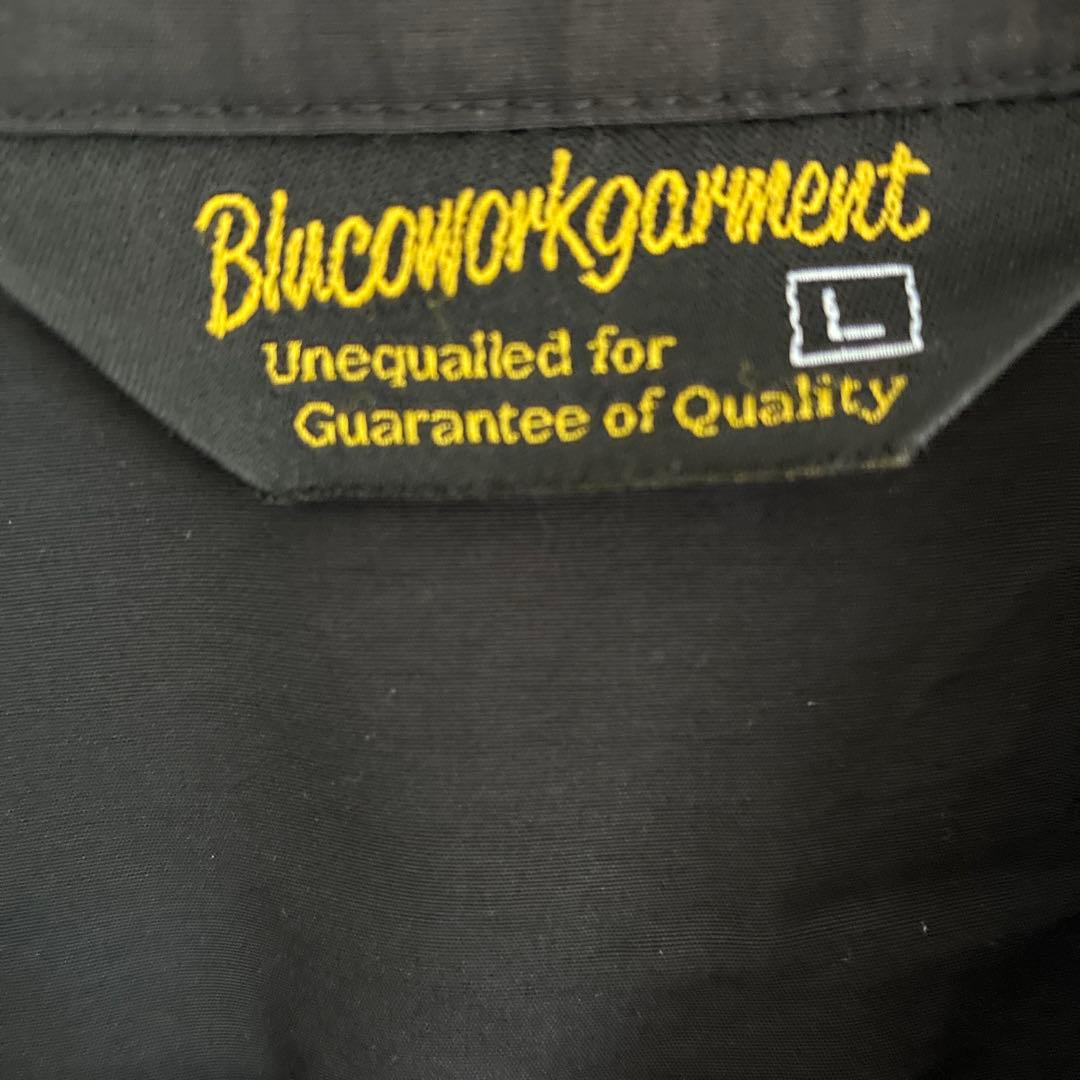 Blucoworkgarment
L
Unequalled for
Guarantee of Quality